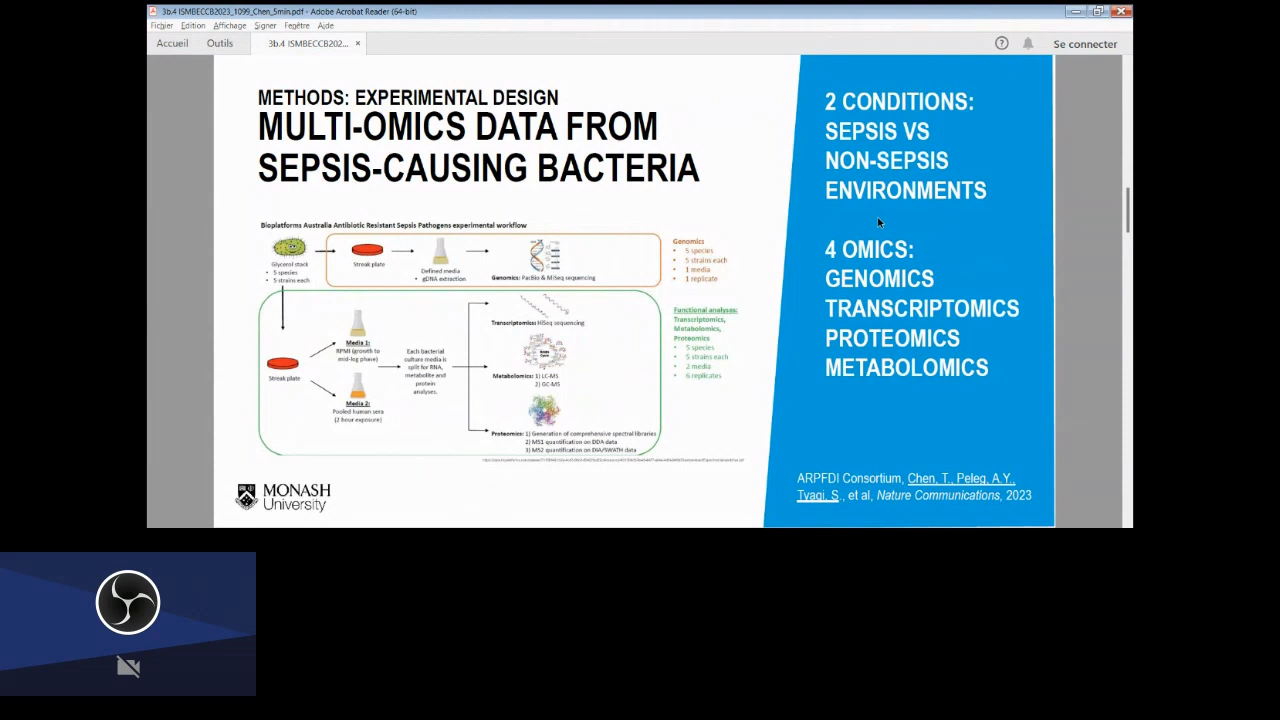 3b.4 ISMBECCB2023_1099_Chen_5min.pdf - Adobe Acrobat Reader (64-bit)
Fichier Edition Affichage Signer Fenêtre Aide
Accueil Outils 3b.4 ISMBECCB202... × Se connecter
METHODS: EXPERIMENTAL DESIGN
MULTI-OMICS DATA FROM
SEPSIS-CAUSING BACTERIA
Bioplatforms Australia Antibiotic Resistant Sepsis Pathogens experimental workflow
Glycerol stock
• 5 species
• 5 strains each
Streak plate
Defined media
• gDNA extraction
Genomics: PacBio & MiSeq sequencing
Genomics
• 5 species
• 5 strains each
• 1 media
• 1 replicate
Streak plate
Media 1:
RPMI (growth to
mid-log phase)
Media 2:
Pooled human sera
(2 hour exposure)
Each bacterial
culture media is
split for RNA,
metabolite and
protein
analyses.
Transcriptomics: HiSeq sequencing
Metabolomics: 1) LC-MS
2) GC-MS
Proteomics: 1) Generation of comprehensive spectral libraries
2) MS1 quantification on DDA data
3) MS2 quantification on DIA/SWATH data
Functional analyses:
Transcriptomics,
Metabolomics,
Proteomics
• 5 species
• 5 strains each
• 2 media
• 6 replicates
MONASH
University
2 CONDITIONS:
SEPSIS VS
NON-SEPSIS
ENVIRONMENTS
4 OMICS:
GENOMICS
TRANSCRIPTOMICS
PROTEOMICS
METABOLOMICS
ARPFDI Consortium, Chen, T., Peleg, A.Y.,
Tyagi, S., et al, Nature Communications, 2023